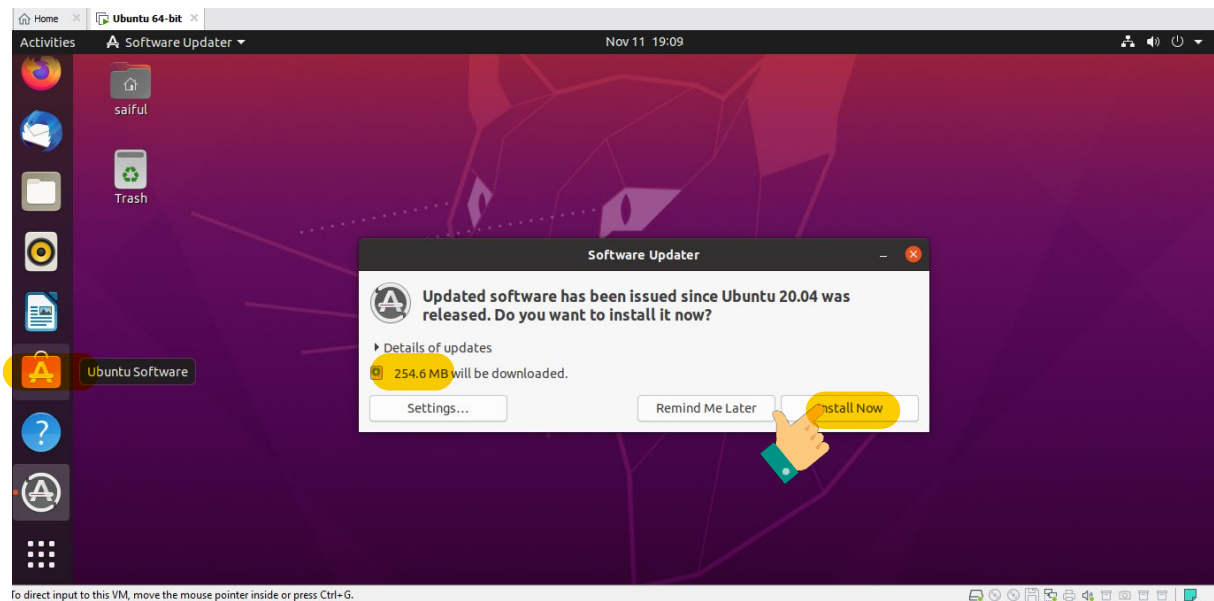 Home
Ubuntu 64-bit
Activities
Software Updater
Nov 11 19:09
saiful
Trash
Software Updater
Updated software has been issued since Ubuntu 20.04 was
released. Do you want to install it now?
Details of updates
254.6 MB will be downloaded.
Ubuntu Software
Settings...
Remind Me Later
Install Now
To direct input to this VM, move the mouse pointer inside or press Ctrl+G.